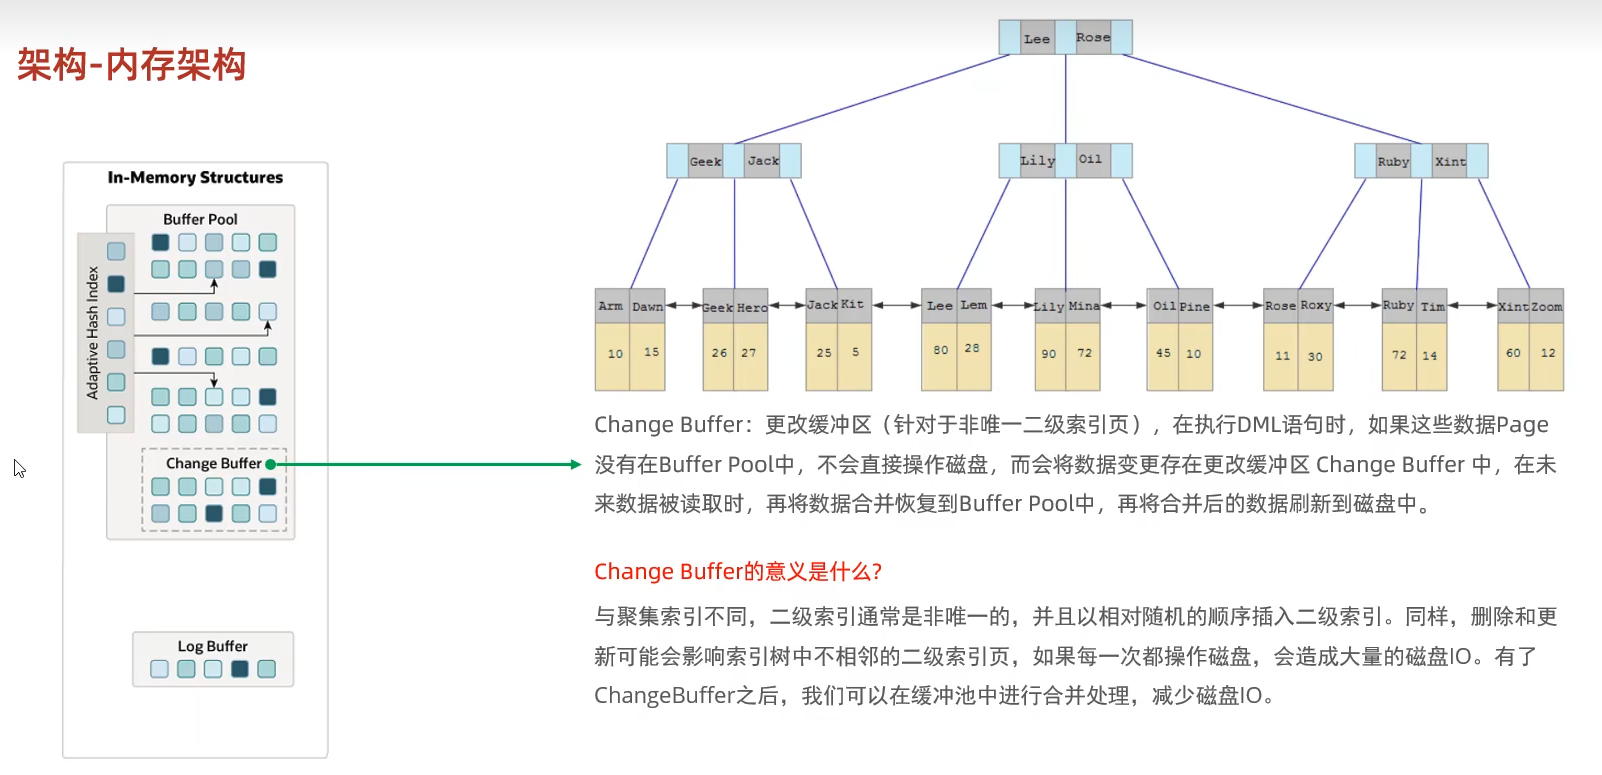 架构-内存架构
In-Memory Structures
Buffer Pool
Adaptive Hash Index
Change Buffer
Log Buffer
Lee Rose
Geek Jack
Lily Oil
Ruby Xint
Arm Dawn Geek Hero Jack Kit Lee Lem Lily Mina Oil Pine Rose Roxy Ruby Tim Xint Zoom
10 15 26 27 25 5 80 28 90 72 45 10 11 30 72 14 60 12
Change Buffer：更改缓冲区（针对于非唯一二级索引页），在执行DML语句时，如果这些数据Page
没有在Buffer Pool中，不会直接操作磁盘，而会将数据变更存在更改缓冲区 Change Buffer 中，在未
来数据被读取时，再将数据合并恢复到Buffer Pool中，再将合并后的数据刷新到磁盘中。
Change Buffer的意义是什么?
与聚集索引不同，二级索引通常是非唯一的，并且以相对随机的顺序插入二级索引。同样，删除和更
新可能会影响索引树中不相邻的二级索引页，如果每一次都操作磁盘，会造成大量的磁盘IO。有了
ChangeBuffer之后，我们可以在缓冲池中进行合并处理，减少磁盘IO。